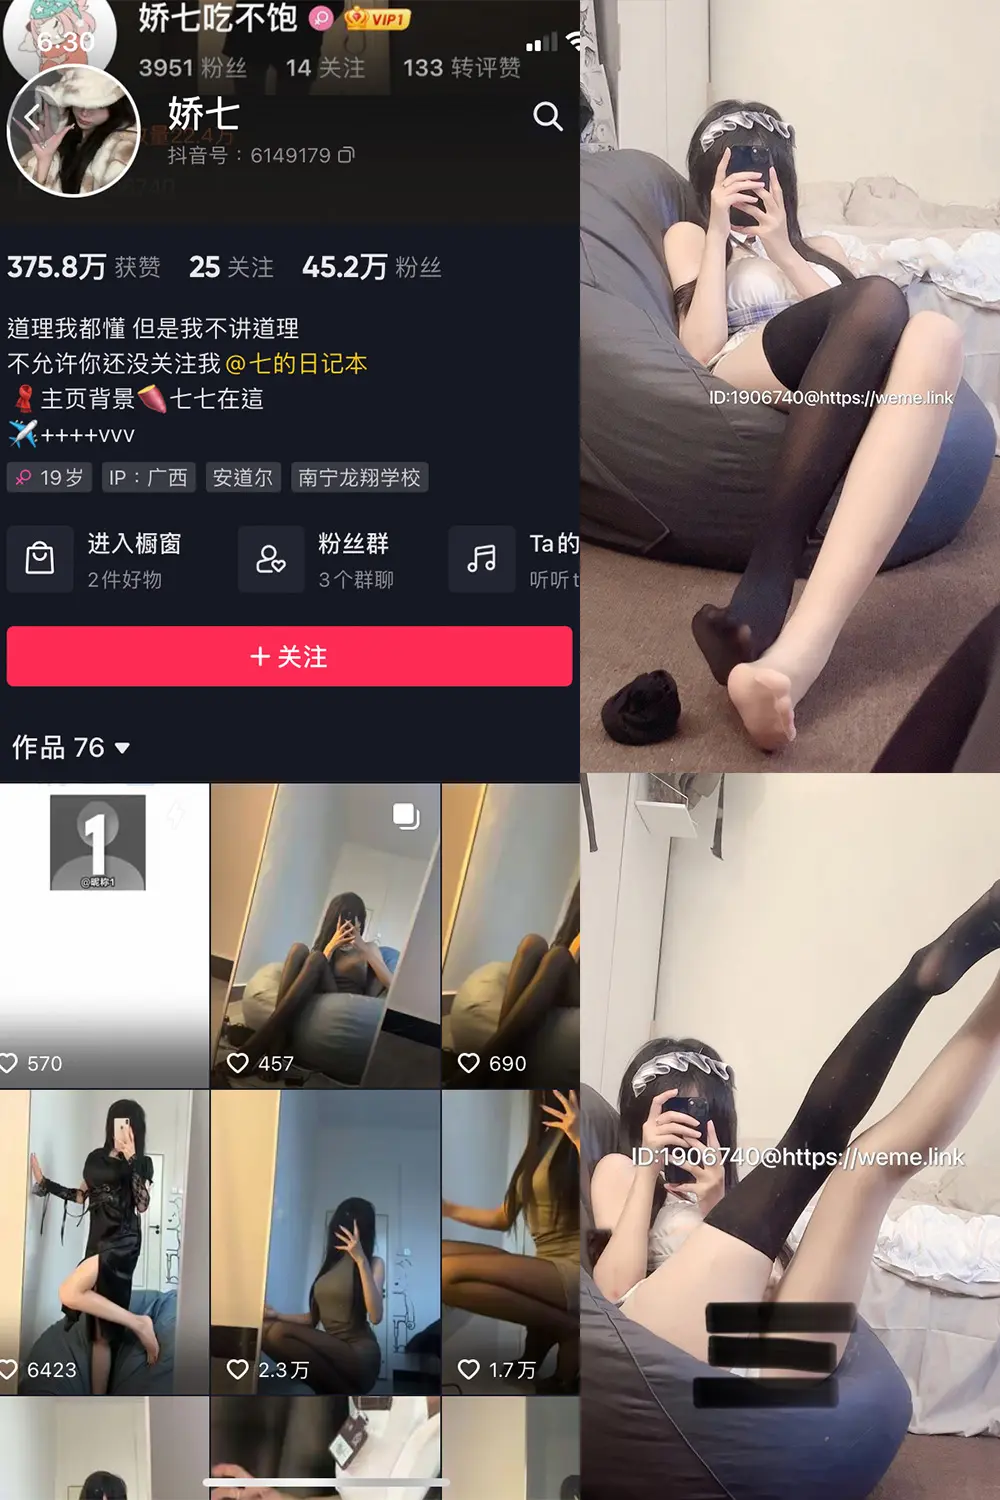 娇七吃不饱 VIP1
6:30
3951 粉丝 14 关注 133 转评赞
娇七
抖音号：6149179
375.8万 获赞 25 关注 45.2万 粉丝
道理我都懂 但是我不讲道理
不允许你还没关注我 @七的日记本
主页背景 七七在這
++++vvv
19岁 IP：广西 安道尔 南宁龙翔学校
进入橱窗
2件好物
粉丝群
3个群聊
Ta的
听听t
+ 关注
作品 76
1
@昵称1
570
457
690
6423
2.3万
1.7万
ID:1906740@https://weme.link
ID:1906740@https://weme.link